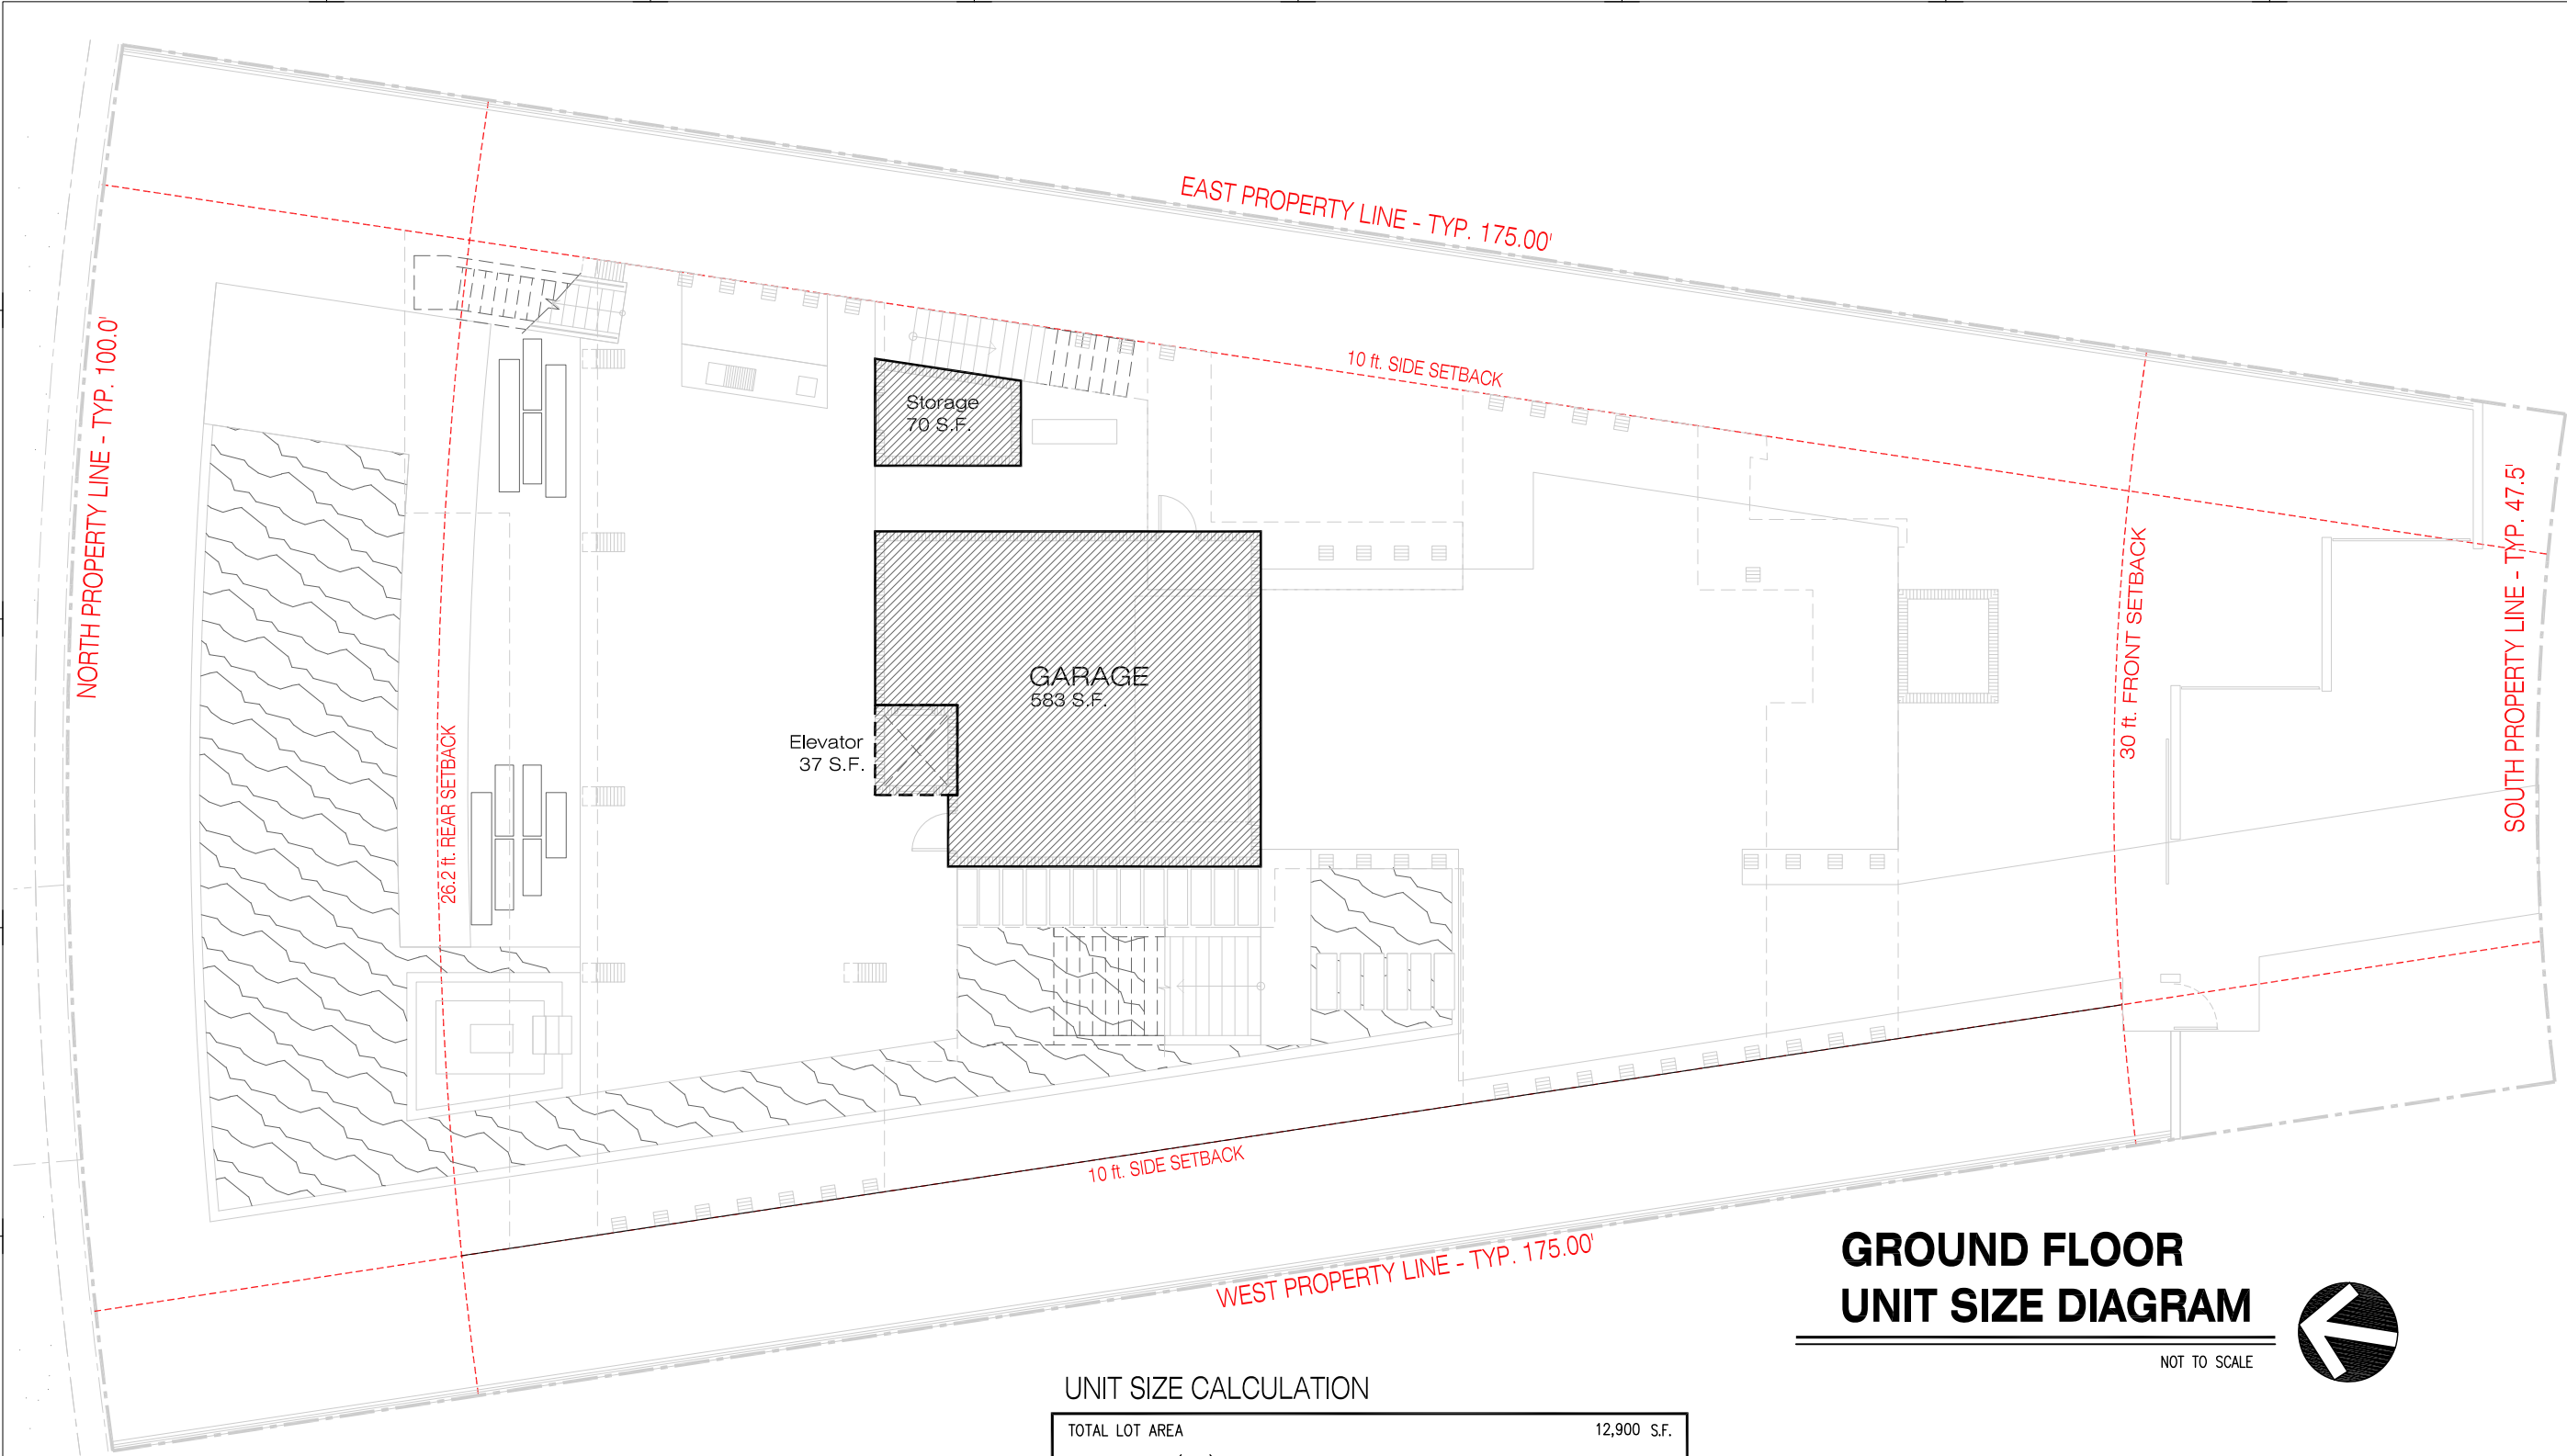 EAST PROPERTY LINE - TYP. 175.00'
NORTH PROPERTY LINE - TYP. 100.0'
10 ft. SIDE SETBACK
Storage
70 S.F.
SOUTH PROPERTY LINE - TYP. 47.5'
30 ft. FRONT SETBACK
GARAGE
583 S.F.
Elevator
37 S.F.
26.2 ft. REAR SETBACK
10 ft. SIDE SETBACK
WEST PROPERTY LINE - TYP. 175.00'
GROUND FLOOR
UNIT SIZE DIAGRAM
NOT TO SCALE
UNIT SIZE CALCULATION
TOTAL LOT AREA 12,900 S.F.